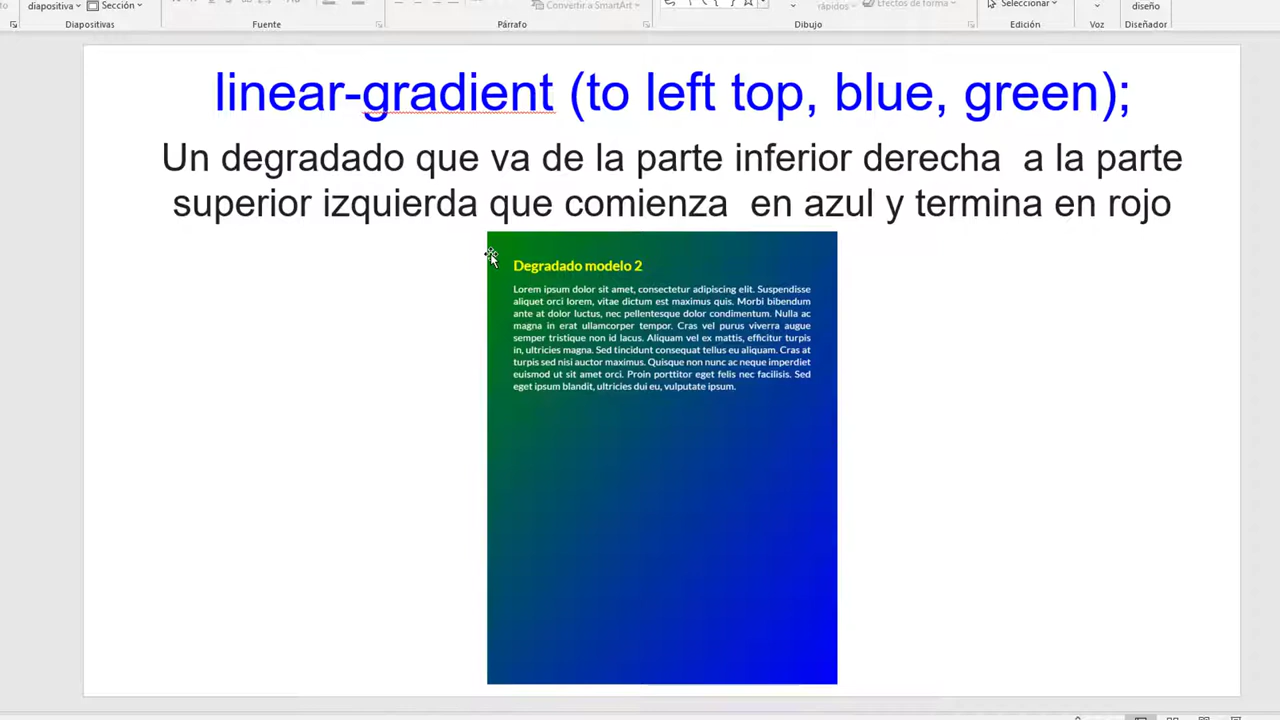 diapositiva
Sección
Convertir a SmartArt
rápidos
Efectos de forma
Seleccionar
diseño
Diapositivas
Fuente
Párrafo
Dibujo
Edición
Voz
Diseñador
linear-gradient (to left top, blue, green);
Un degradado que va de la parte inferior derecha a la parte
superior izquierda que comienza en azul y termina en rojo
Degradado modelo 2
Lorem ipsum dolor sit amet, consectetur adipiscing elit. Suspendisse
aliquet orci lorem, vitae dictum est maximus quis. Morbi bibendum
ante at dolor luctus, nec pellentesque dolor condimentum. Nulla ac
magna in erat ullamcorper tempor. Cras vel purus viverra augue
semper tristique non id lacus. Aliquam vel ex mattis, efficitur turpis
in, ultricies magna. Sed tincidunt consequat tellus eu aliquam. Cras at
turpis sed nisi auctor maximus. Quisque non nunc ac neque imperdiet
euismod ut sit amet orci. Proin porttitor eget felis nec facilisis. Sed
eget ipsum blandit, ultricies dui eu, vulputate ipsum.